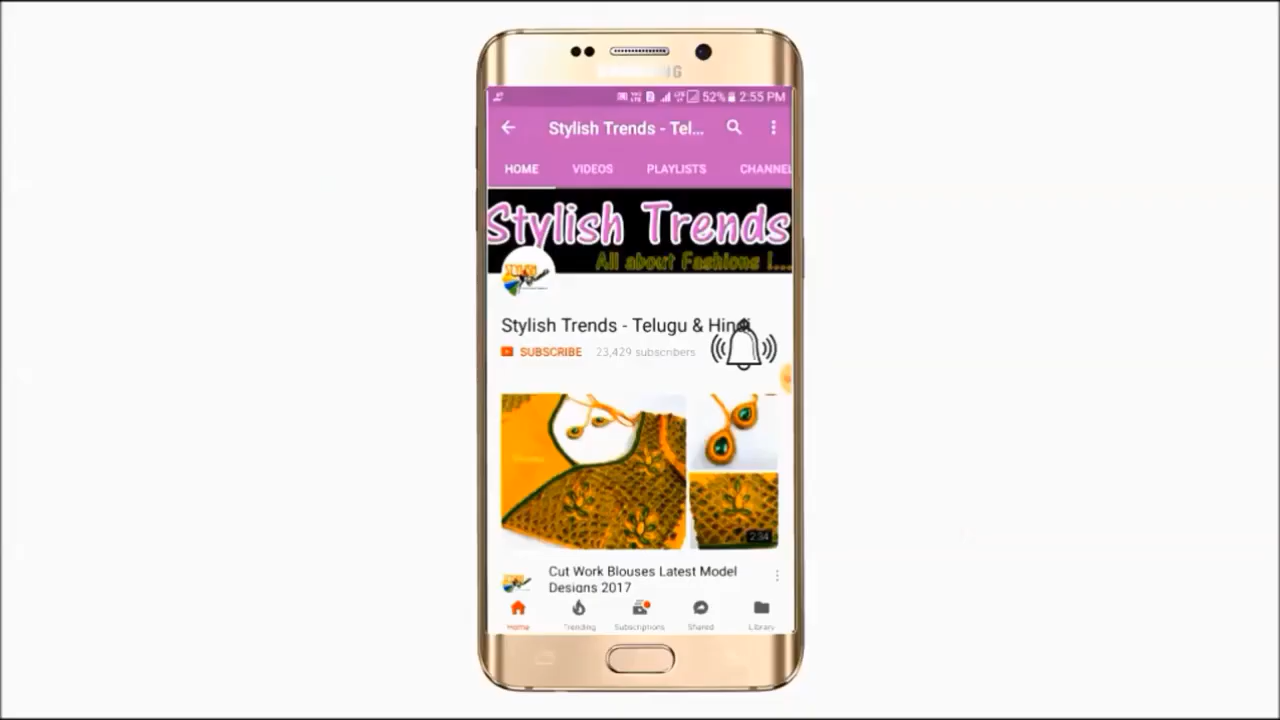 SAMSUNG
52% 2:55 PM
Stylish Trends - Tel...
HOME VIDEOS PLAYLISTS CHANNEL
Stylish Trends
All about Fashions !...
Stylish Trends - Telugu & Hindi
SUBSCRIBE 23,429 subscribers
2:34
Cut Work Blouses Latest Model
Designs 2017
Home Trending Subscriptions Shared Library